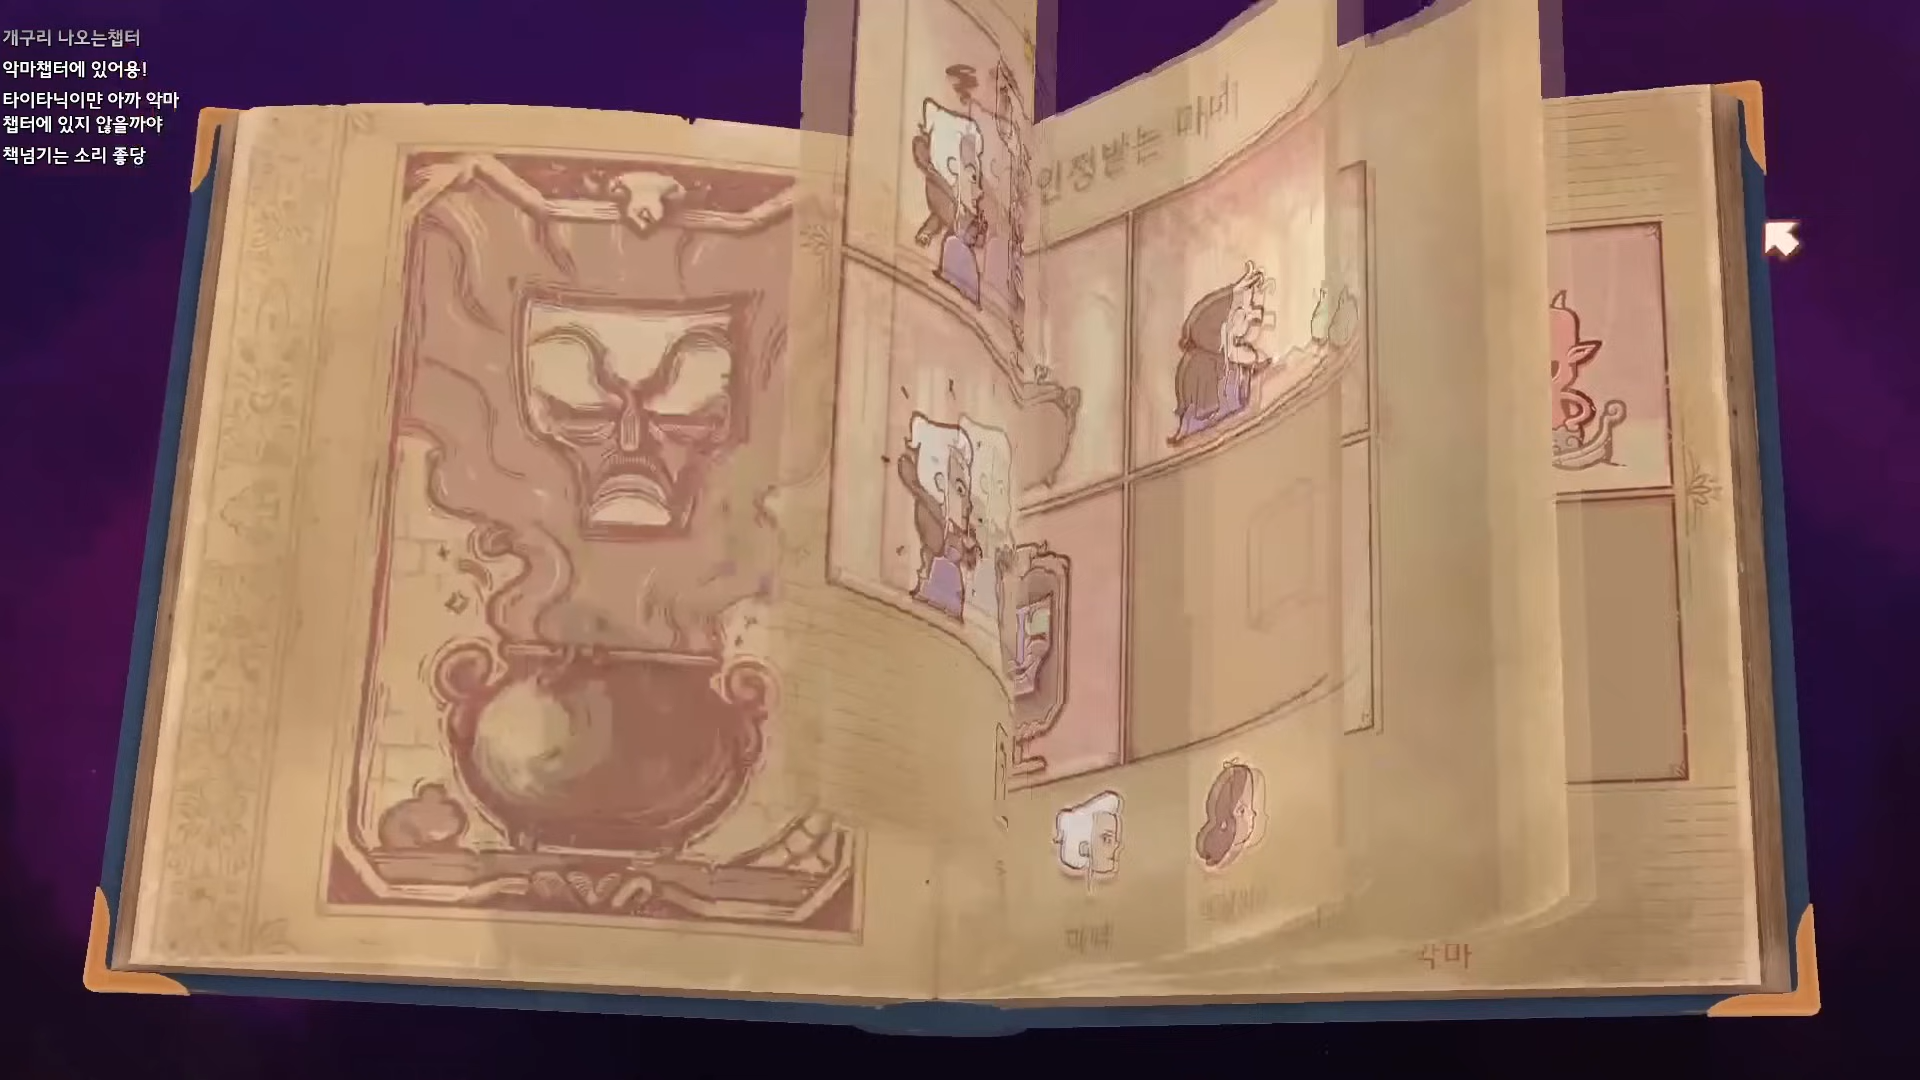 개구리 나오는챕터
악마챕터에 있어용!
타이타닉이먄 아까 악마
챕터에 있지 않을까야
책넘기는 소리 좋당
인정받는 마녀
마녀
악마